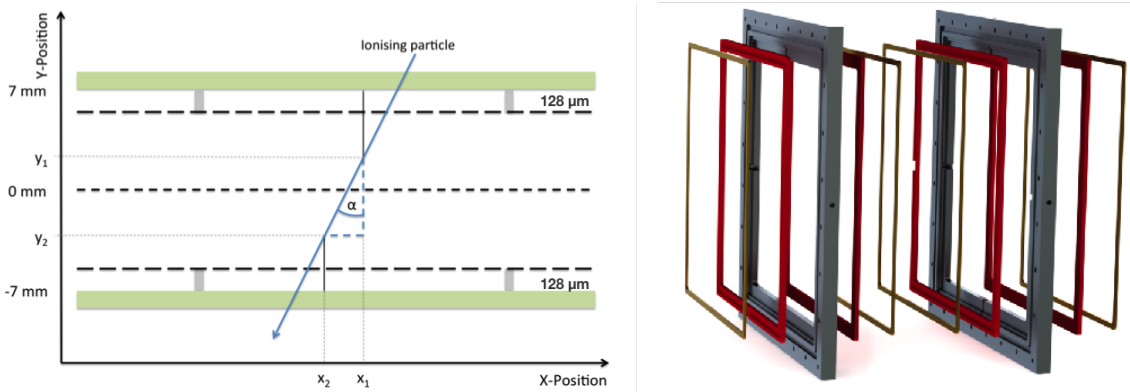 Ionising particle
Y-Position
7 mm
128 µm
y₁
0 mm
α
y₂
-7 mm
128 µm
x₂
x₁
X-Position